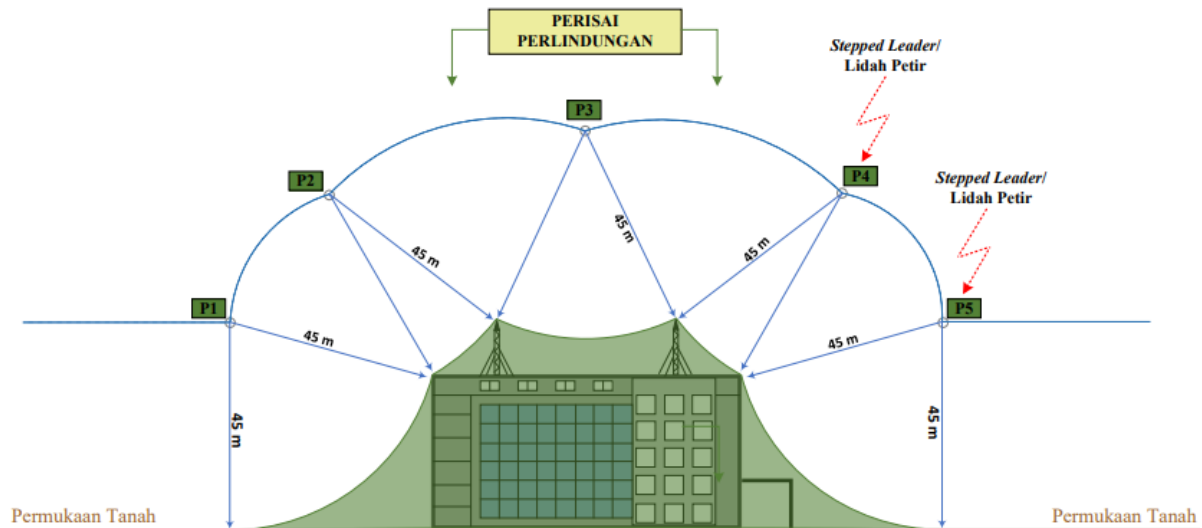 PERISAI
PERLINDUNGAN
Stepped Leader/
Lidah Petir
P3
P4
P2
Stepped Leader/
Lidah Petir
45 m
45 m
45 m
P1
P5
45 m
45 m
45 m
45 m
Permukaan Tanah
Permukaan Tanah